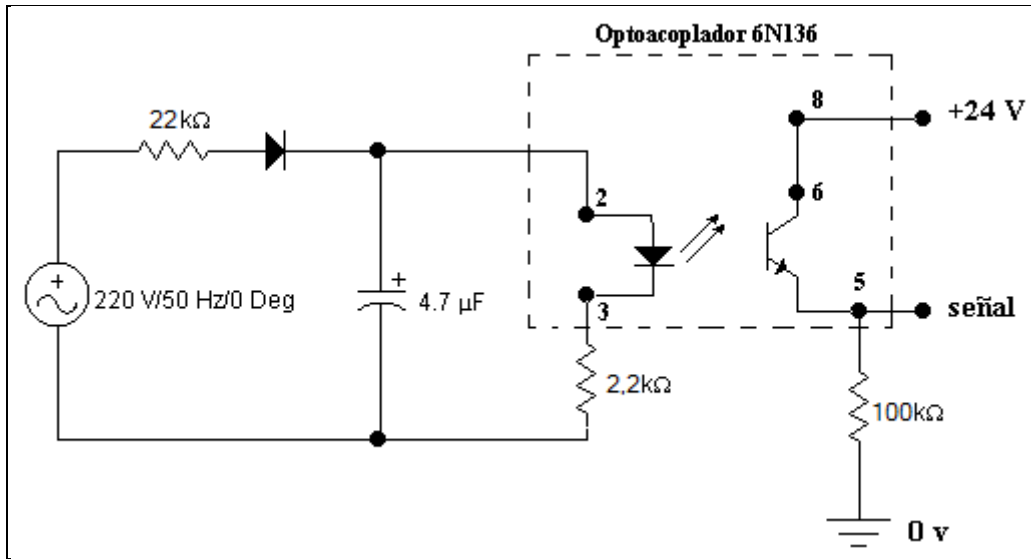 Optoacoplador 6N136
22kΩ
8
+24 V
2
6
220 V/50 Hz/0 Deg
+
4.7 µF
+
3
5
señal
2,2kΩ
100kΩ
0 v